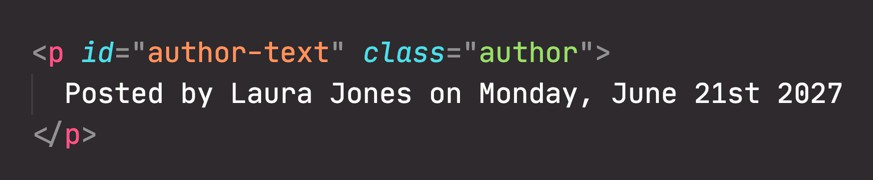 <p id="author-text" class="author">
Posted by Laura Jones on Monday, June 21st 2027
</p>